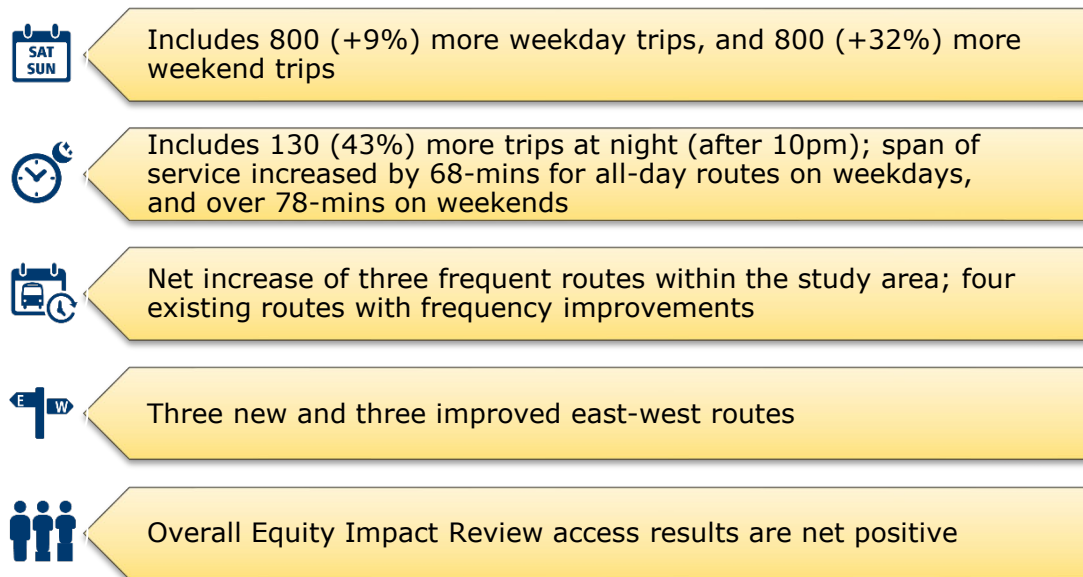 SAT
SUN
Includes 800 (+9%) more weekday trips, and 800 (+32%) more
weekend trips
Includes 130 (43%) more trips at night (after 10pm); span of
service increased by 68-mins for all-day routes on weekdays,
and over 78-mins on weekends
Net increase of three frequent routes within the study area; four
existing routes with frequency improvements
E
W
Three new and three improved east-west routes
Overall Equity Impact Review access results are net positive